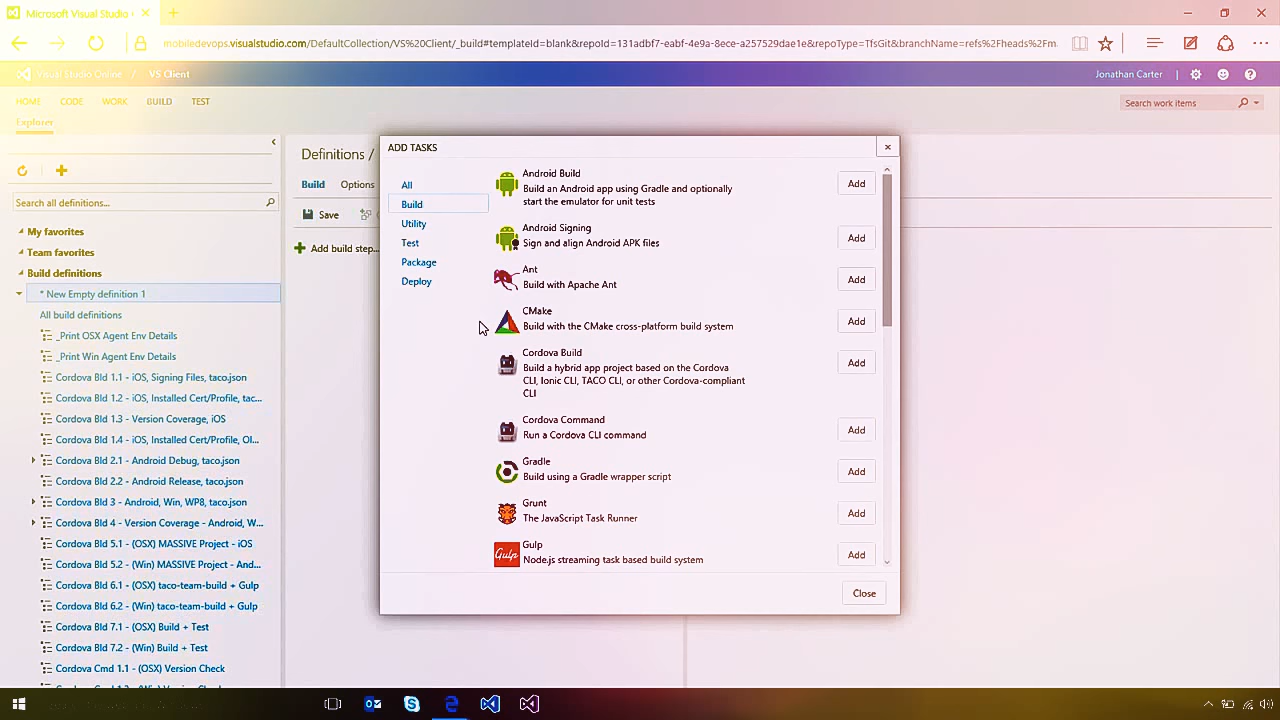 Microsoft Visual Studio
mobiledevops.visualstudio.com/DefaultCollection/VS%20Client/_build#templateId=blank&repoId=131adbf7-eabf-4e9a-8ece-a257529dae1e&repoType=TfsGit&branchName=refs%2Fheads%2Fm
Visual Studio Online / VS Client
Jonathan Carter
HOME CODE WORK BUILD TEST
Search work items
Explorer
Search all definitions...
My favorites
Team favorites
Build definitions
* New Empty definition 1
All build definitions
_Print OSX Agent Env Details
_Print Win Agent Env Details
Cordova Bld 1.1 - iOS, Signing Files, taco.json
Cordova Bld 1.2 - iOS, Installed Cert/Profile, tac...
Cordova Bld 1.3 - Version Coverage, iOS
Cordova Bld 1.4 - iOS, Installed Cert/Profile, Ol...
Cordova Bld 2.1 - Android Debug, taco.json
Cordova Bld 2.2 - Android Release, taco.json
Cordova Bld 3 - Android, Win, WP8, taco.json
Cordova Bld 4 - Version Coverage - Android, W...
Cordova Bld 5.1 - (OSX) MASSIVE Project - iOS
Cordova Bld 5.2 - (Win) MASSIVE Project - And...
Cordova Bld 6.1 - (OSX) taco-team-build + Gulp
Cordova Bld 6.2 - (Win) taco-team-build + Gulp
Cordova Bld 7.1 - (OSX) Build + Test
Cordova Bld 7.2 - (Win) Build + Test
Cordova Cmd 1.1 - (OSX) Version Check
Definitions /
Build Options
Save
Add build step...
ADD TASKS
All
Build
Utility
Test
Package
Deploy
Android Build
Build an Android app using Gradle and optionally
start the emulator for unit tests
Add
Android Signing
Sign and align Android APK files
Add
Ant
Build with Apache Ant
Add
CMake
Build with the CMake cross-platform build system
Add
Cordova Build
Build a hybrid app project based on the Cordova
CLI, Ionic CLI, TACO CLI, or other Cordova-compliant
CLI
Add
Cordova Command
Run a Cordova CLI command
Add
Gradle
Build using a Gradle wrapper script
Add
Grunt
The JavaScript Task Runner
Add
Gulp
Gulp
Node.js streaming task based build system
Add
Close